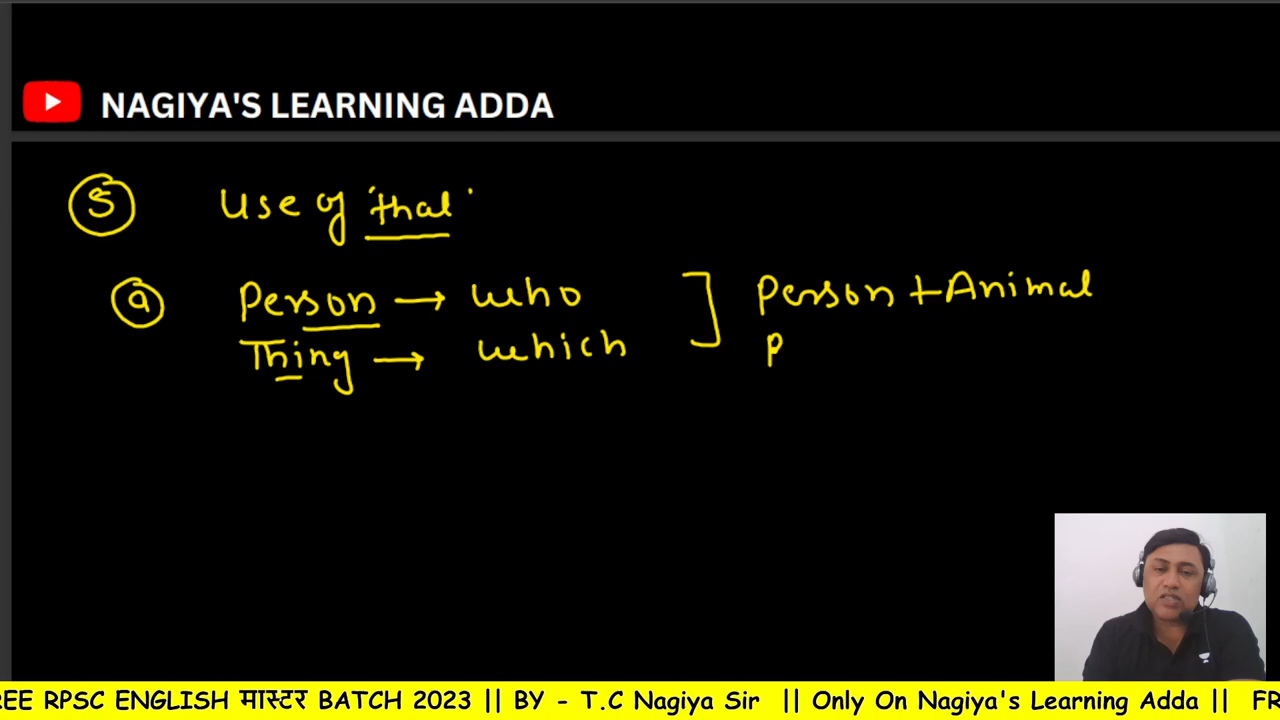 NAGIYA'S LEARNING ADDA
5 Use of 'that'
a Person → who ] Person + Animal
Thing → which P
REE RPSC ENGLISH मास्टर BATCH 2023 || BY - T.C Nagiya Sir || Only On Nagiya's Learning Adda || FR